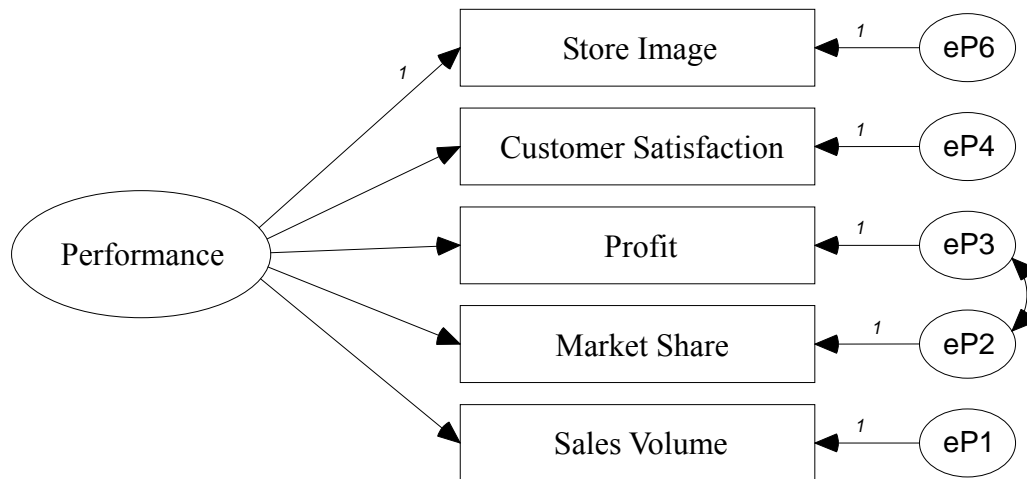 1
Store Image
1
eP6
Customer Satisfaction
1
eP4
Performance
Profit
1
eP3
Market Share
1
eP2
Sales Volume
1
eP1